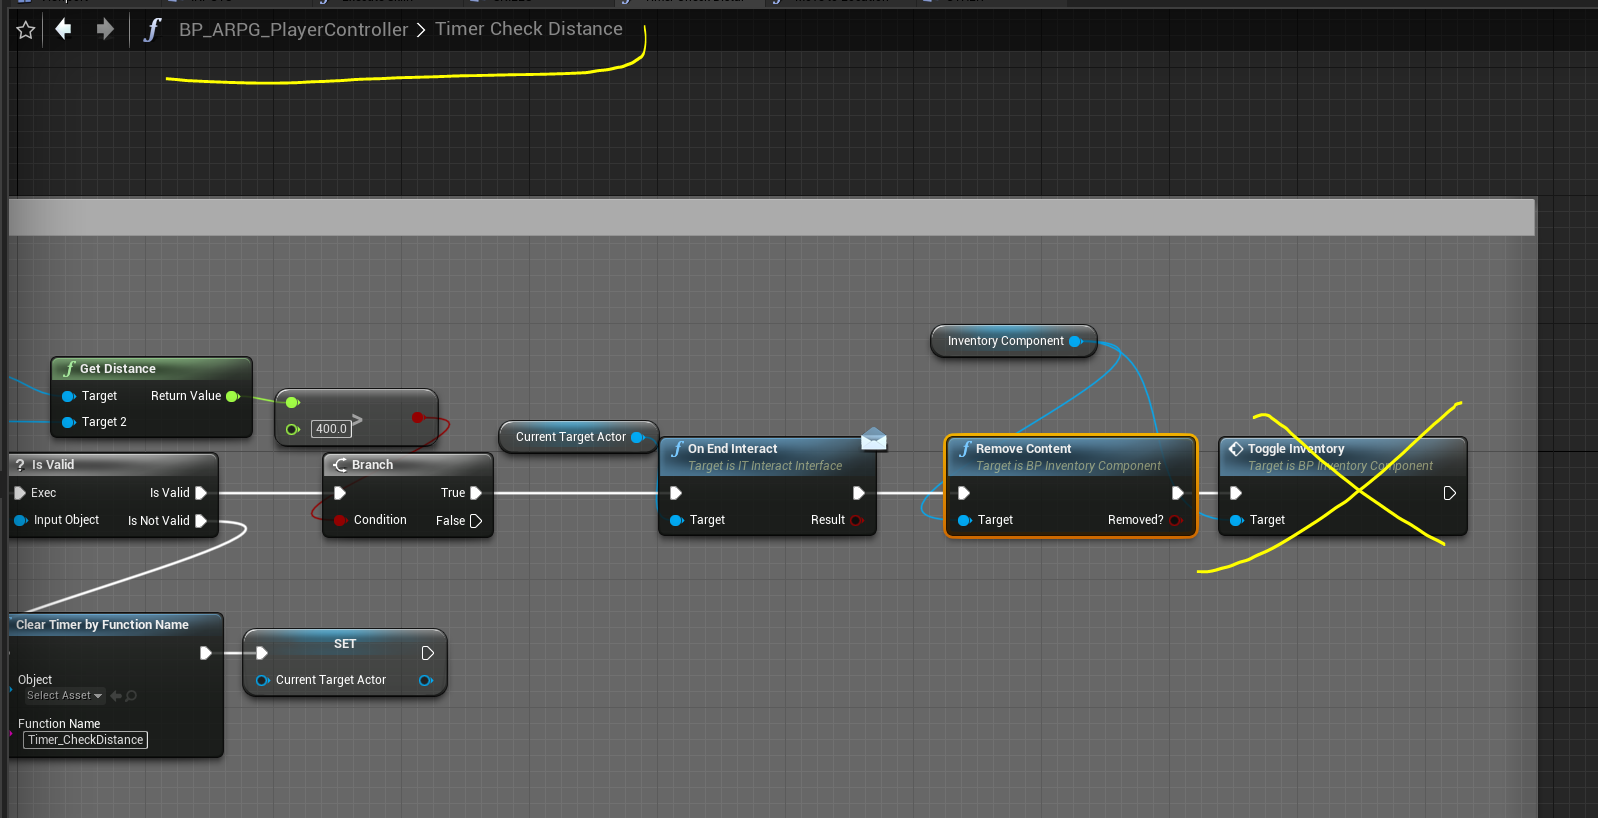 BP_ARPG_PlayerController > Timer Check Distance
Inventory Component
Get Distance
Target
Return Value
Target 2
400.0
>
Current Target Actor
On End Interact
Target is IT Interact Interface
Target
Result
Remove Content
Target is BP Inventory Component
Target
Removed?
Toggle Inventory
Target is BP Inventory Component
Target
? Is Valid
Exec
Is Valid
Input Object
Is Not Valid
Branch
True
Condition
False
Clear Timer by Function Name
Object
Select Asset
Function Name
Timer_CheckDistance
SET
Current Target Actor